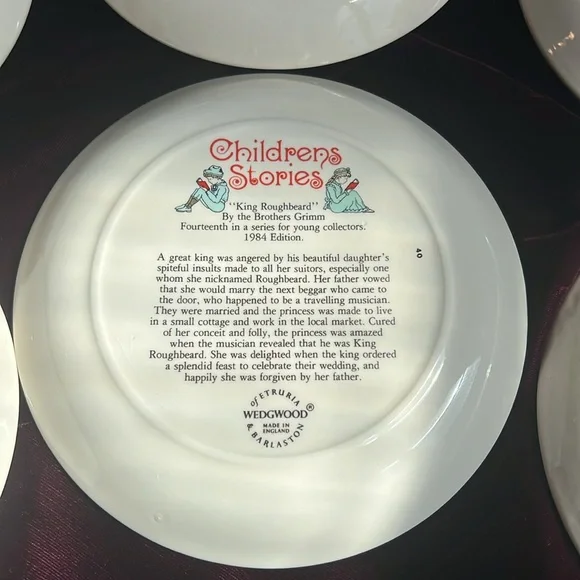 Childrens
Stories
"King Roughbeard"
By the Brothers Grimm
Fourteenth in a series for young collectors.
1984 Edition.
A great king was angered by his beautiful daughter's
spiteful insults made to all her suitors, especially one
whom she nicknamed Roughbeard. Her father vowed
that she would marry the next beggar who came to
the door, who happened to be a travelling musician.
They were married and the princess was made to live
in a small cottage and work in the local market. Cured
of her conceit and folly, the princess was amazed
when the musician revealed that he was King
Roughbeard. She was delighted when the king ordered
a splendid feast to celebrate their wedding, and
happily she was forgiven by her father.
40
of ETRURIA
WEDGWOOD®
MADE IN
ENGLAND
& BARLASTON